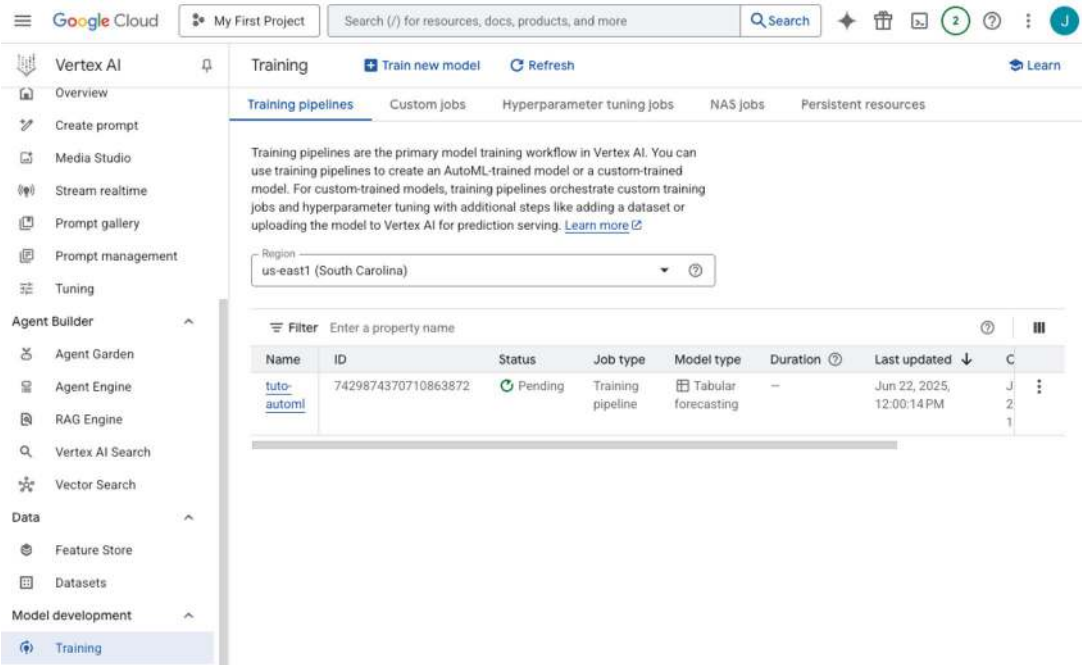 Google Cloud
My First Project
Search (/) for resources, docs, products, and more
Search
2
J
Vertex AI
Training
Train new model
Refresh
Learn
Overview
Create prompt
Media Studio
Stream realtime
Prompt gallery
Prompt management
Tuning
Agent Builder
Agent Garden
Agent Engine
RAG Engine
Vertex AI Search
Vector Search
Data
Feature Store
Datasets
Model development
Training
Training pipelines
Custom jobs
Hyperparameter tuning jobs
NAS jobs
Persistent resources
Training pipelines are the primary model training workflow in Vertex AI. You can
use training pipelines to create an AutoML-trained model or a custom-trained
model. For custom-trained models, training pipelines orchestrate custom training
jobs and hyperparameter tuning with additional steps like adding a dataset or
uploading the model to Vertex AI for prediction serving. Learn more
Region
us-east1 (South Carolina)
Filter Enter a property name
Name ID Status Job type Model type Duration Last updated C
tuto-
automl
7429874370710863872
Pending
Training
pipeline
Tabular
forecasting
—
Jun 22, 2025,
12:00:14 PM
J
2
1